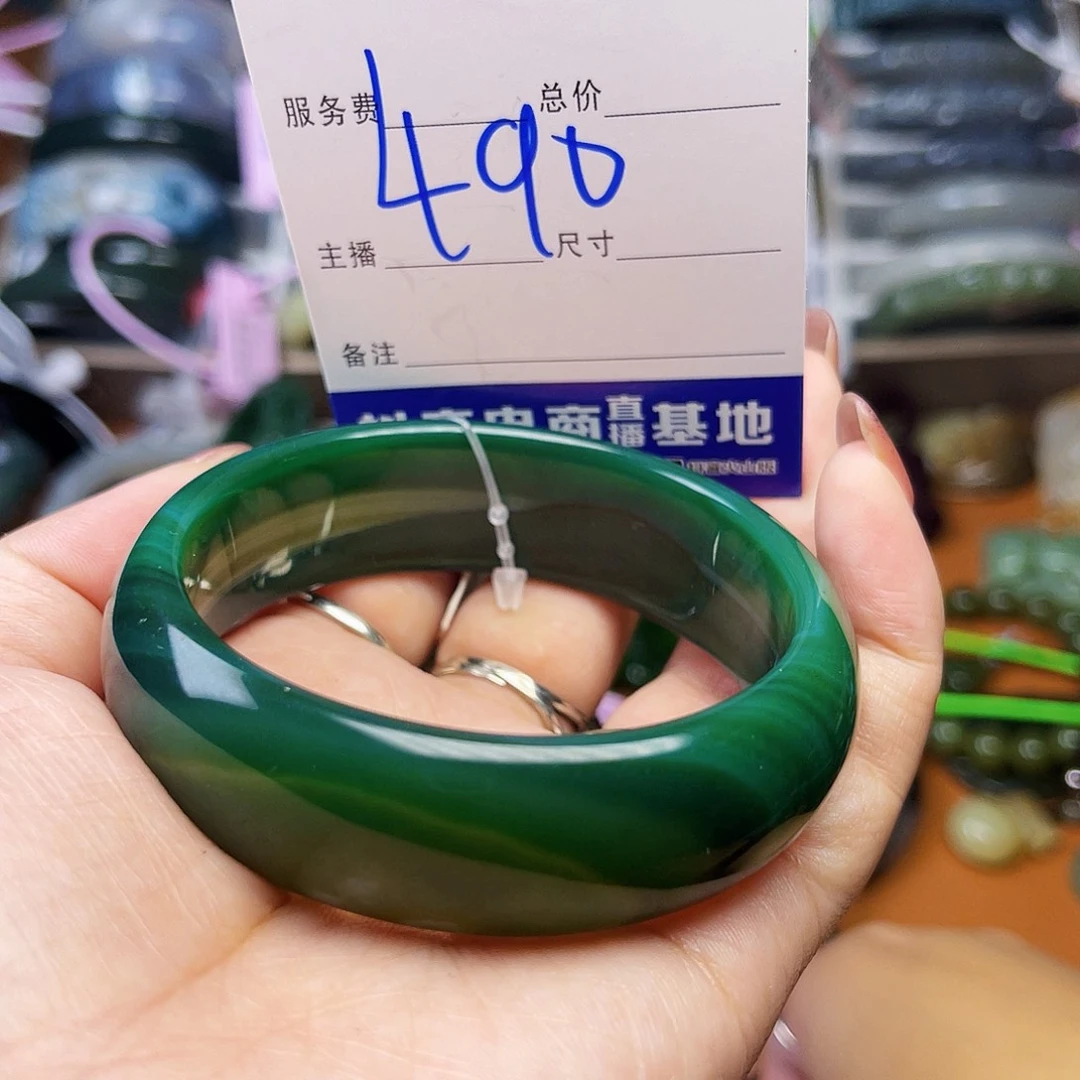 服务费 总价
490
主播 尺寸
备注
电商直播基地